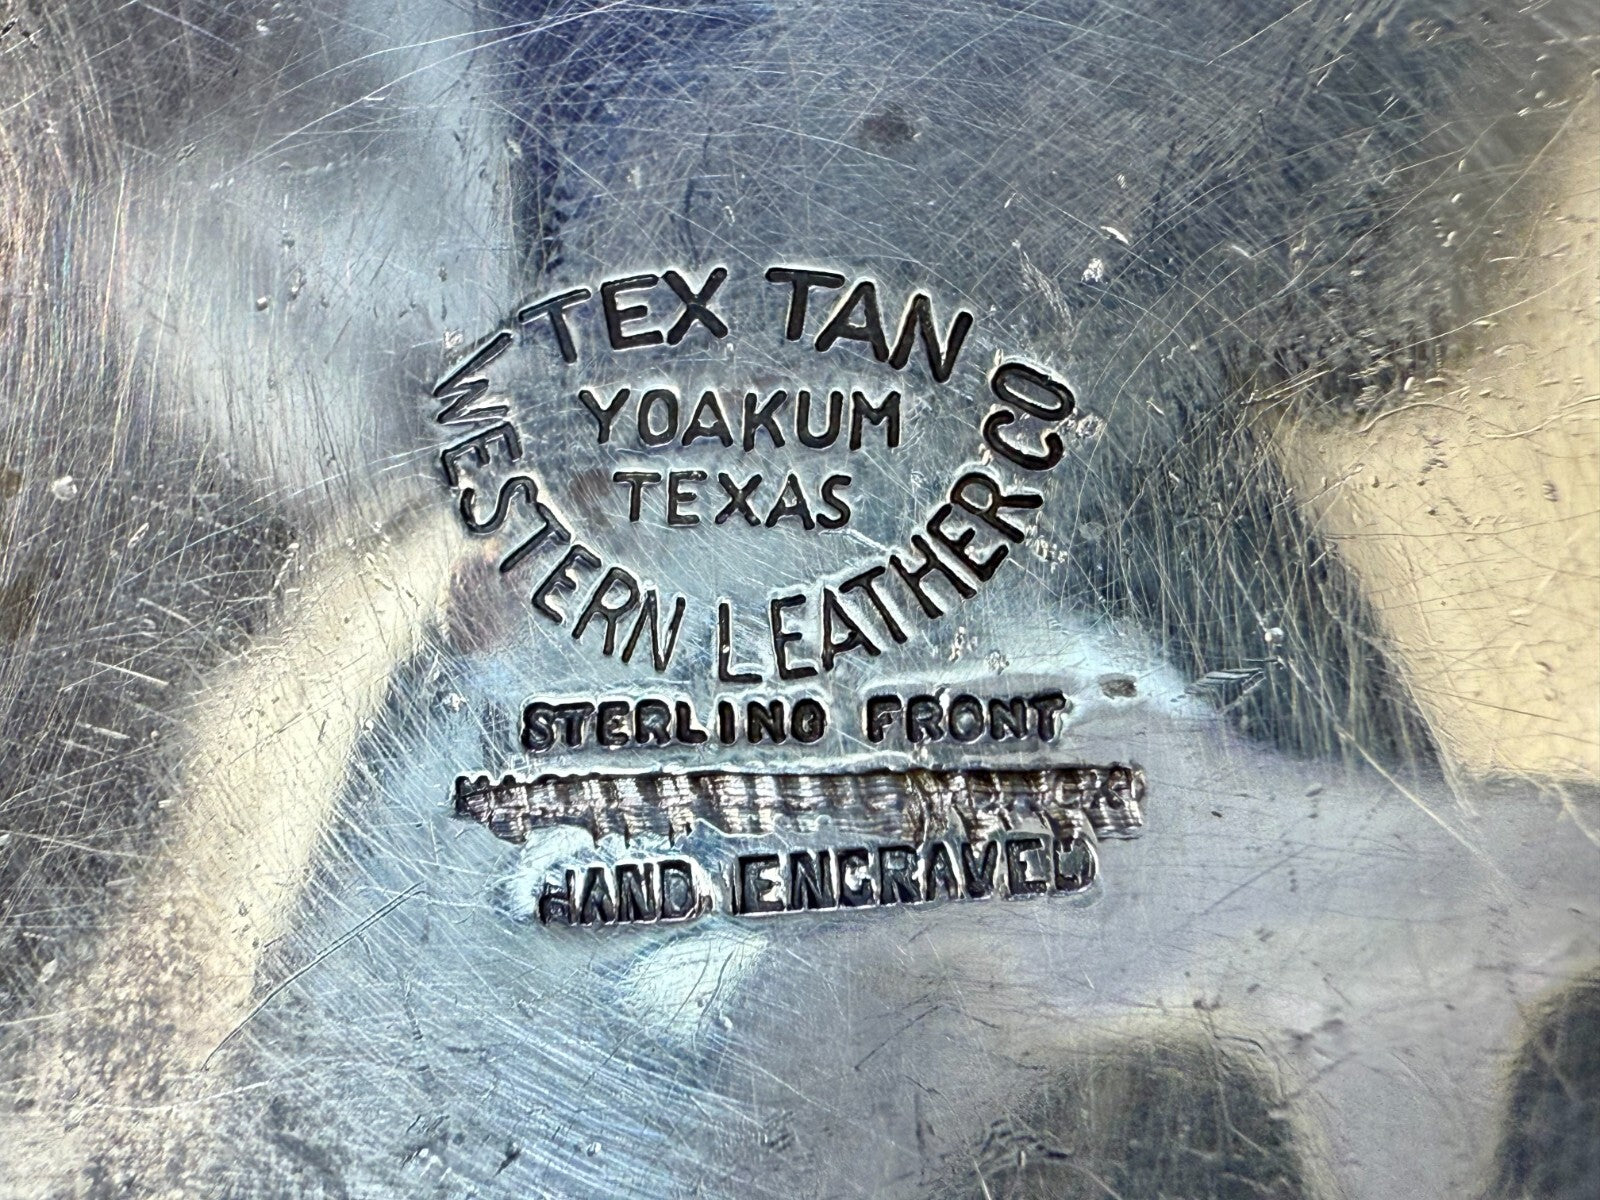 TEX TAN
YOAKUM
TEXAS
WESTERN LEATHER CO
STERLING FRONT
HAND ENGRAVED